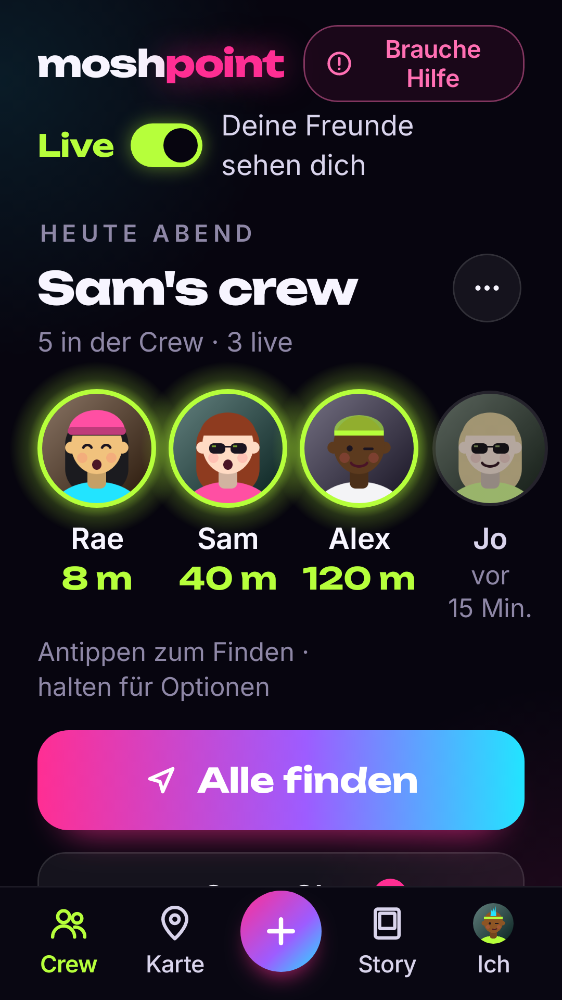 moshpoint
Brauche
Hilfe
Live
Deine Freunde
sehen dich
HEUTE ABEND
Sam's crew
5 in der Crew · 3 live
Rae
8 m
Sam
40 m
Alex
120 m
Jo
vor
15 Min.
Antippen zum Finden ·
halten für Optionen
Alle finden
Crew
Karte
Story
Ich